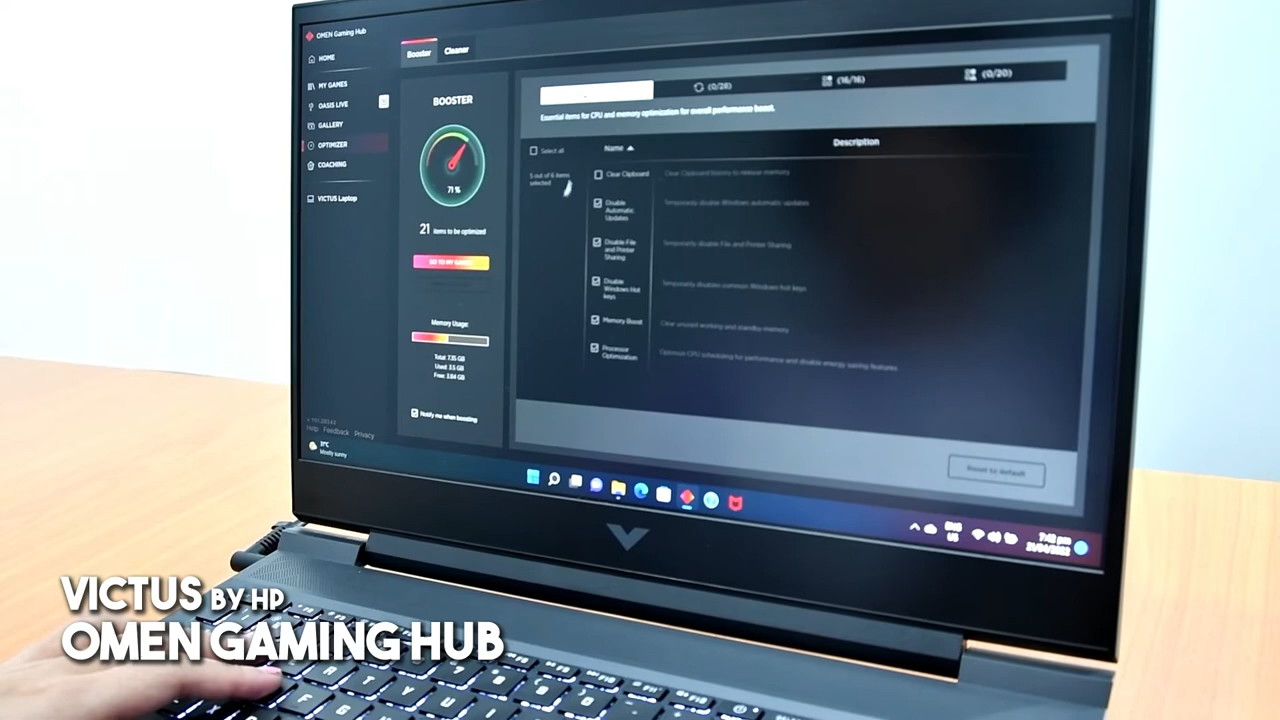 OMEN Gaming Hub
HOME
MY GAMES
OASIS LIVE
GALLERY
OPTIMIZER
COACHING
VICTUS Laptop
Help Feedback Privacy
31°C
Mostly sunny
Booster Cleaner
BOOSTER
71 %
21 items to be optimized
GO TO MY GAMES
Memory Usage:
Total: 7.35 GB
Used: 3.5 GB
Free: 3.84 GB
Notify me when boosting
(0/28)
(16/16)
(0/20)
Essential items for CPU and memory optimization for overall performance boost.
Select all
5 out of 6 items
selected
Name
Description
Clear Clipboard
Clear Clipboard history to release memory
Disable
Automatic
Updates
Temporarily disable Windows automatic updates
Disable File
and Printer
Sharing
Temporarily disable File and Printer Sharing
Disable
Windows Hot
keys
Temporarily disables common Windows hot keys
Memory Boost
Clear unused working and standby memory
Processor
Optimization
Optimize CPU scheduling for performance and disable energy saving features
Reset to default
ENG
US
7:43 pm
VICTUS BY HP
OMEN GAMING HUB